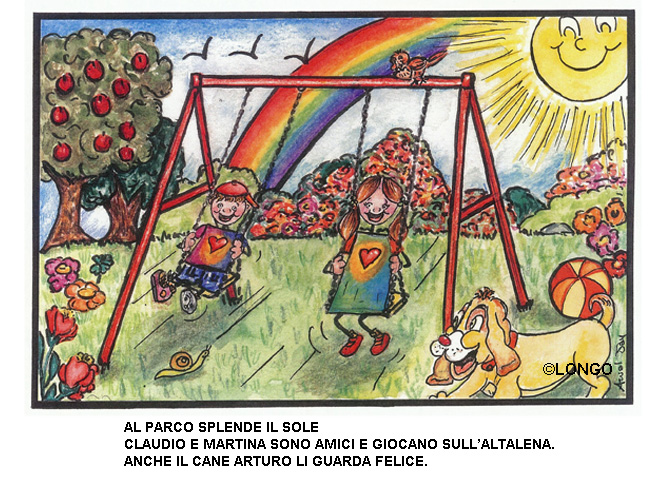 ©LONGO
AL PARCO SPLENDE IL SOLE
CLAUDIO E MARTINA SONO AMICI E GIOCANO SULL'ALTALENA.
ANCHE IL CANE ARTURO LI GUARDA FELICE.